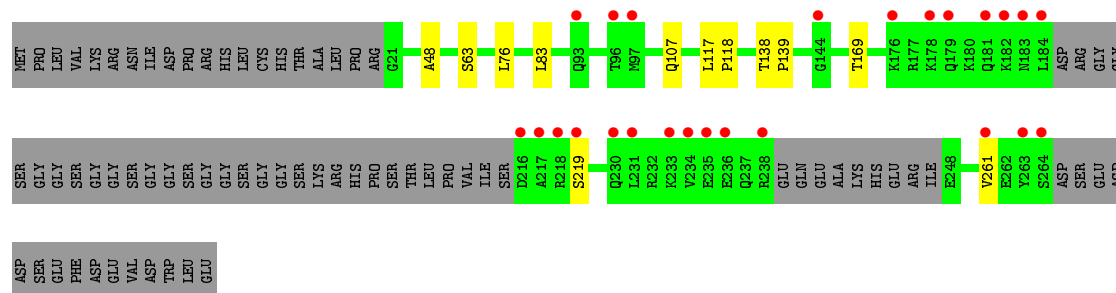 MET PRO LEU VAL LYS ARG ASN ILE ASP PRO ARG HIS LEU CYS HIS THR ALA LEU PRO ARG G21 A48 S63 L76 L83 Q93 T96 M97 Q107 L117 P118 T138 P139 G144 T169 K176 R177 K178 Q179 K180 Q181 K182 N183 L184 ASP ARG GLY GLY
SER GLY GLY SER GLY GLY SER GLY GLY SER GLY GLY SER GLY GLY SER LYS ARG HIS PRO SER THR LEU PRO VAL ILE SER D216 A217 R218 S219 Q230 L231 R232 K233 V234 E235 E236 Q237 R238 GLU GLN GLU ALA LYS HIS GLU ARG ILE E248 V261 E262 Y263 S264 ASP SER GLU ASP
ASP SER GLU PHE ASP GLU VAL ASP TRP LEU GLU